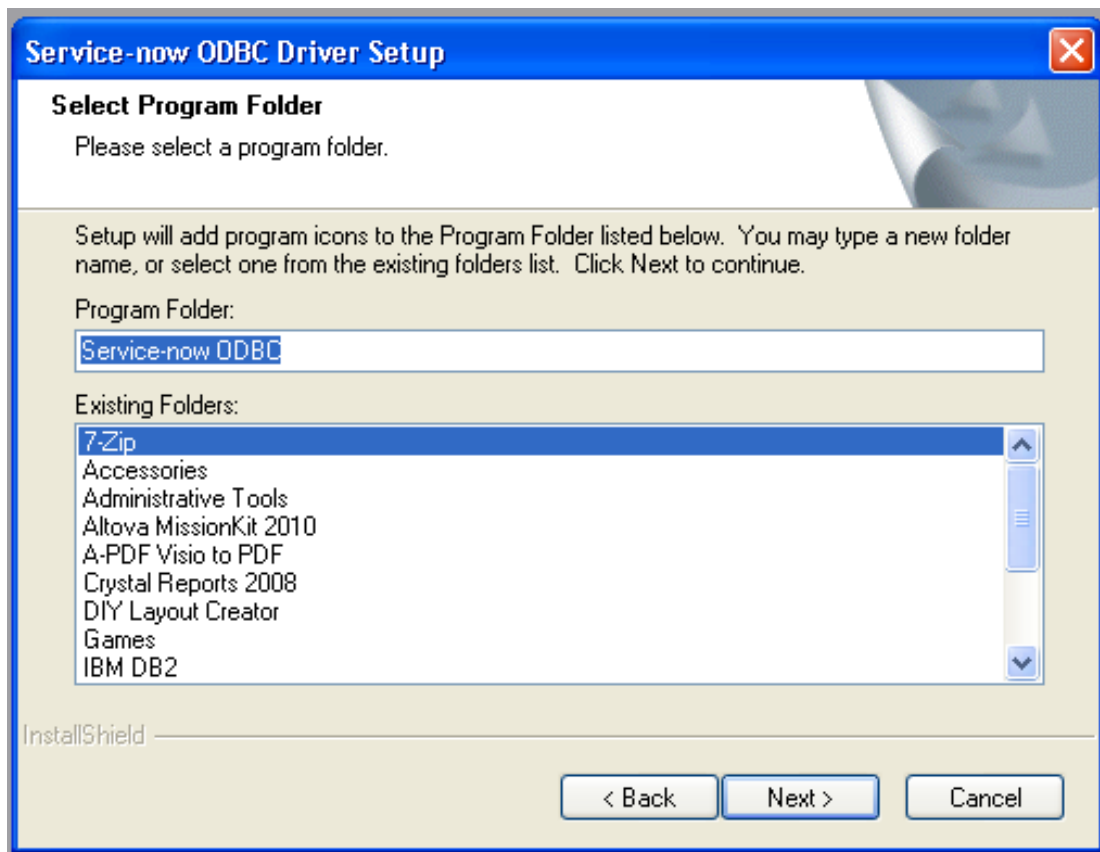 Service-now ODBC Driver Setup
Select Program Folder
Please select a program folder.
Setup will add program icons to the Program Folder listed below.  You may type a new folder
name, or select one from the existing folders list.  Click Next to continue.
Program Folder:
Service-now ODBC
Existing Folders:
7-Zip
Accessories
Administrative Tools
Altova MissionKit 2010
A-PDF Visio to PDF
Crystal Reports 2008
DIY Layout Creator
Games
IBM DB2
InstallShield
< Back Next > Cancel